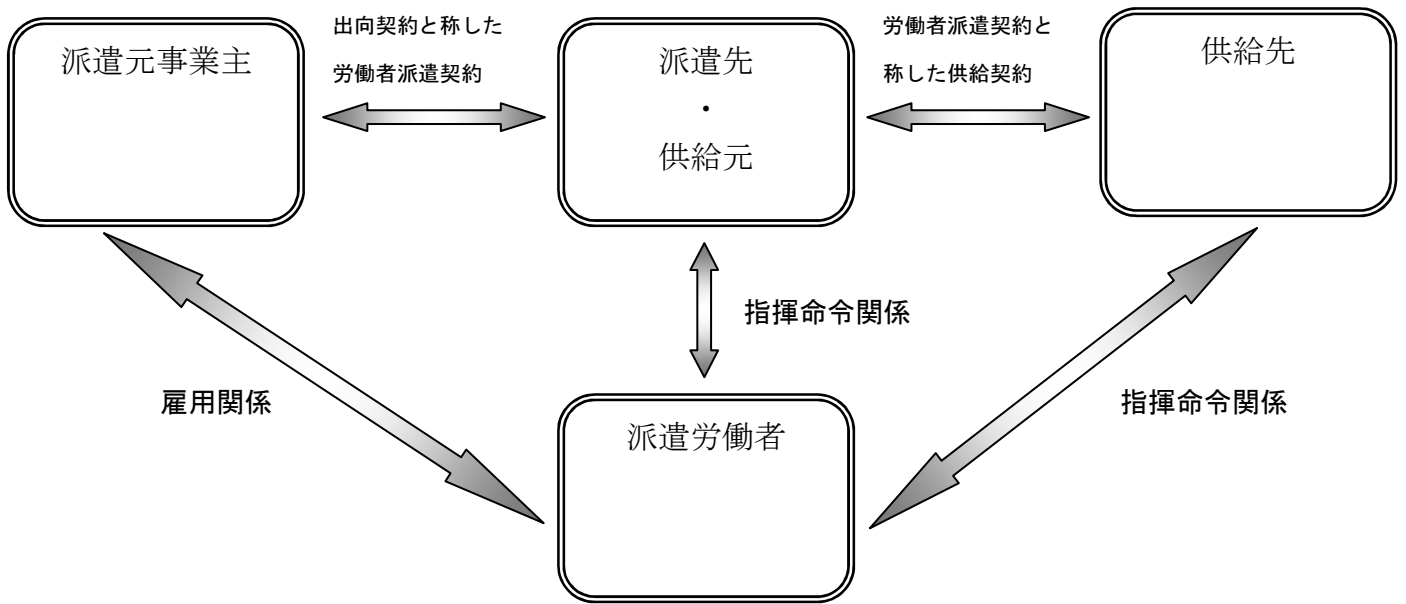 派遣元事業主
出向契約と称した
労働者派遣契約
派遣先
・
供給元
労働者派遣契約と
称した供給契約
供給先
指揮命令関係
雇用関係
指揮命令関係
派遣労働者